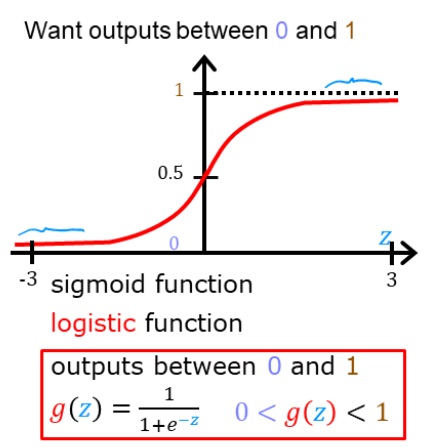 Want outputs between 0 and 1
1
0.5
0
z
-3
3
sigmoid function
logistic function
outputs between 0 and 1
g(z) = 1/(1+e^{-z}) 0 < g(z) < 1